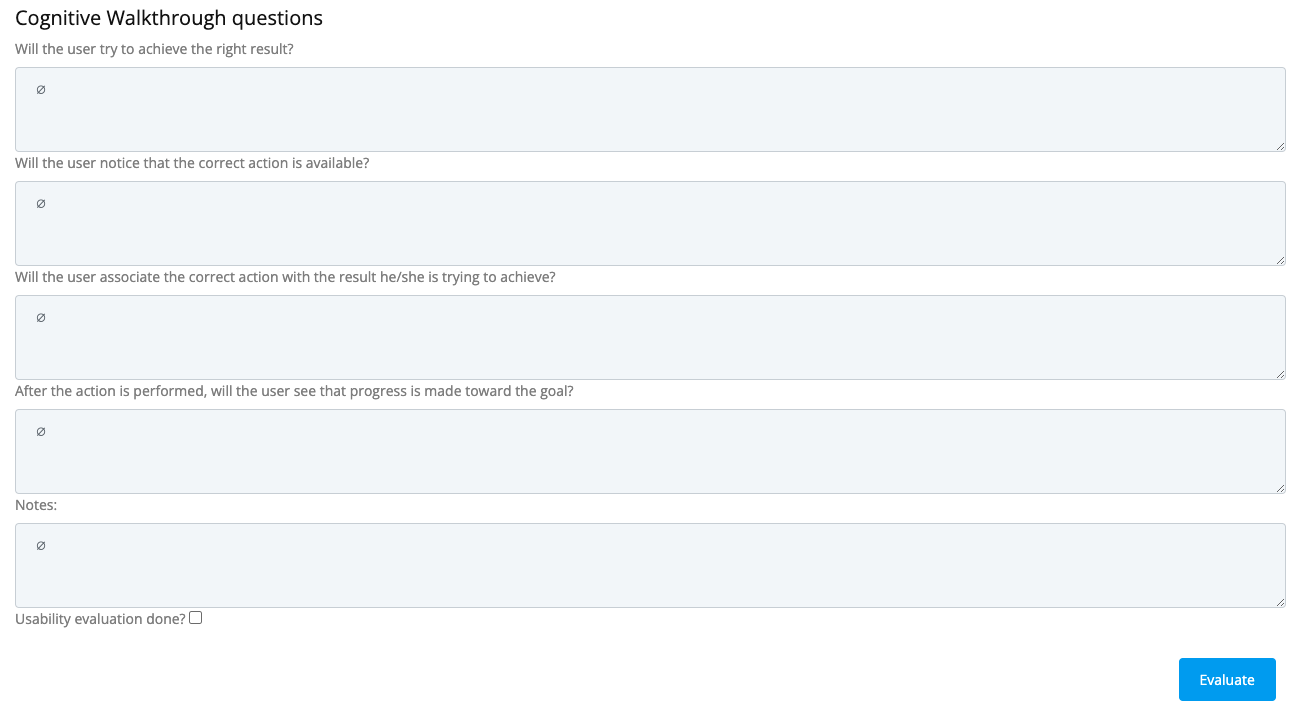 Cognitive Walkthrough questions
Will the user try to achieve the right result?
∅
Will the user notice that the correct action is available?
∅
Will the user associate the correct action with the result he/she is trying to achieve?
∅
After the action is performed, will the user see that progress is made toward the goal?
∅
Notes:
∅
Usability evaluation done?
Evaluate